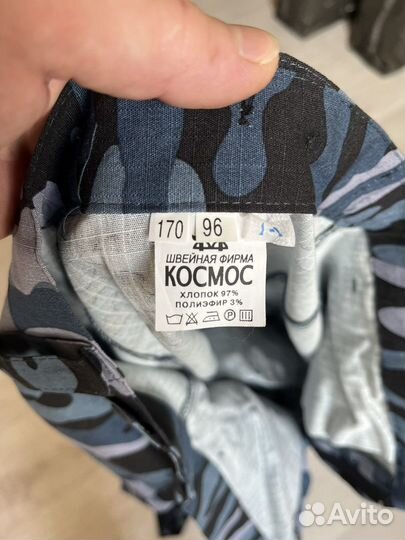 170 96
ШВЕЙНАЯ ФИРМА
КОСМОС
ХЛОПОК 97%
ПОЛИЭФИР 3%
Avito